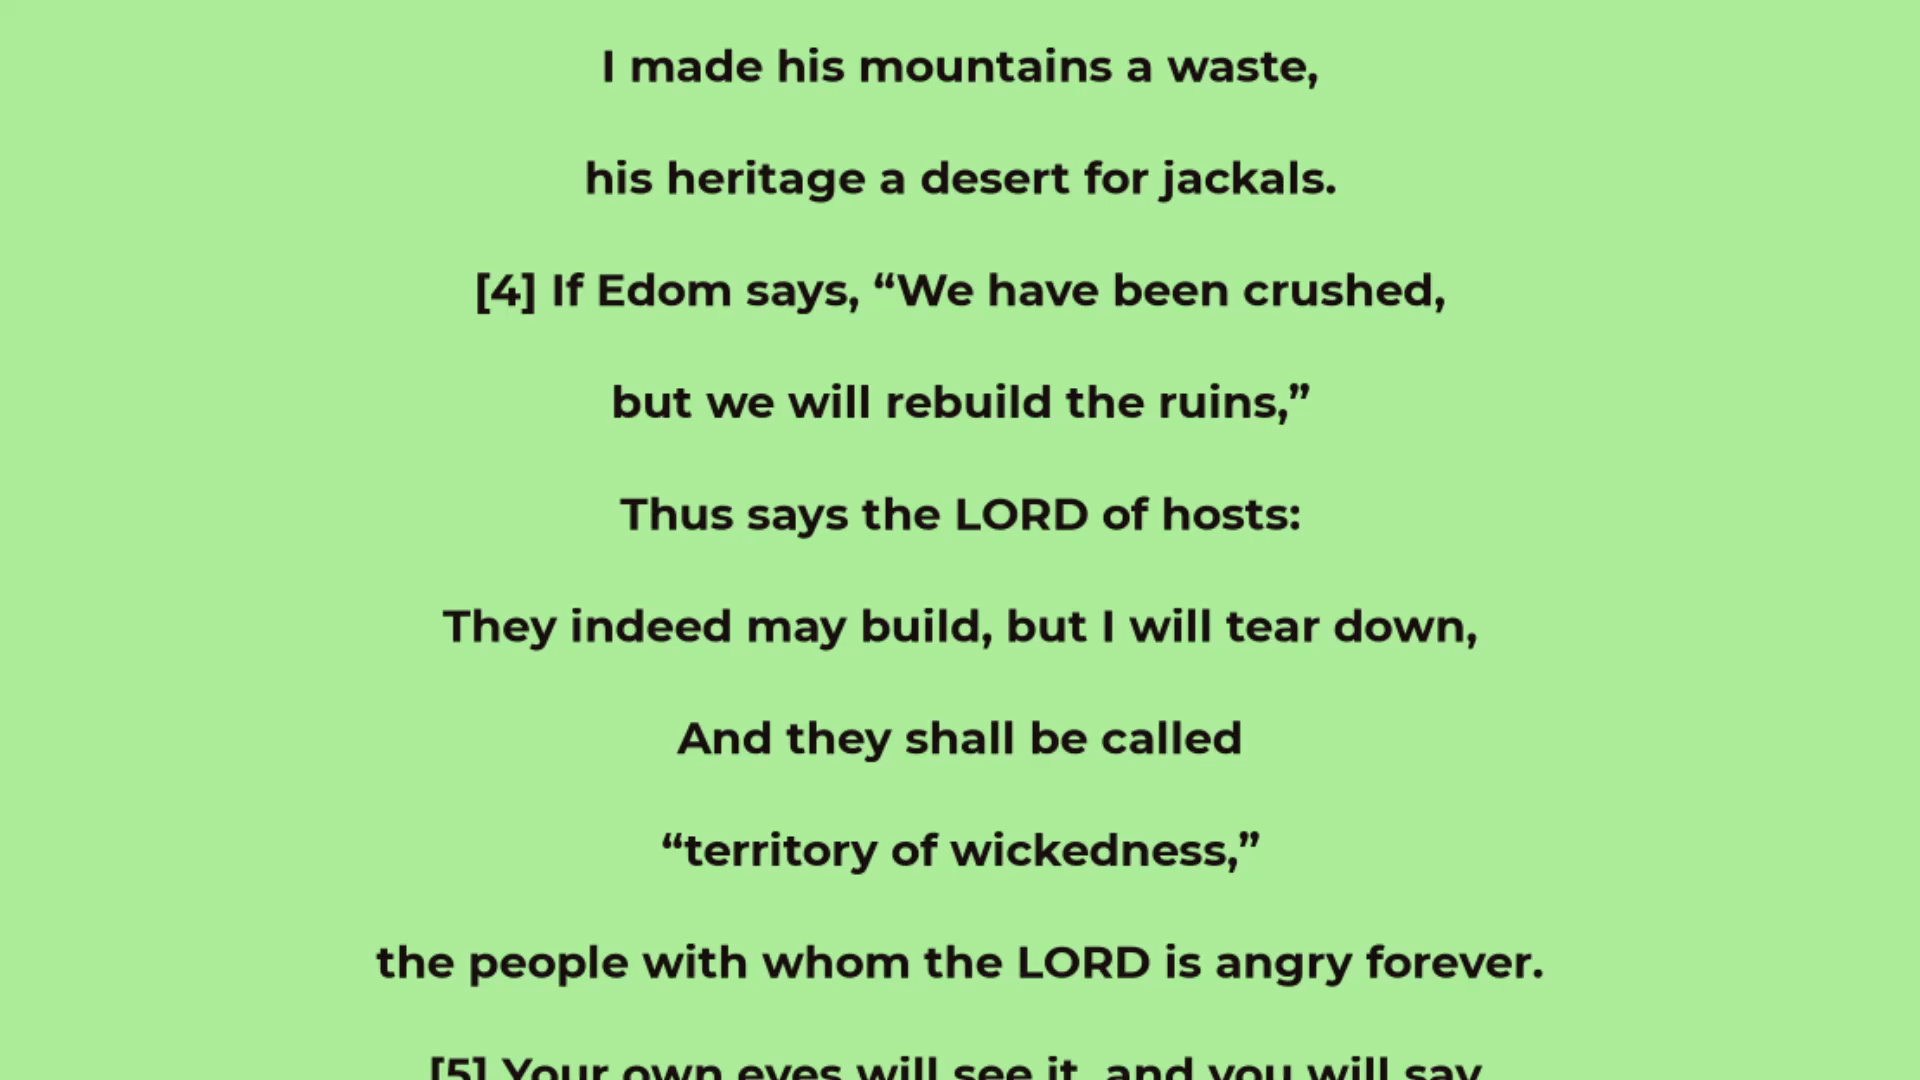 I made his mountains a waste,
his heritage a desert for jackals.
[4] If Edom says, “We have been crushed,
but we will rebuild the ruins,”
Thus says the LORD of hosts:
They indeed may build, but I will tear down,
And they shall be called
“territory of wickedness,”
the people with whom the LORD is angry forever.
[5] Your own eyes will see it, and you will say,